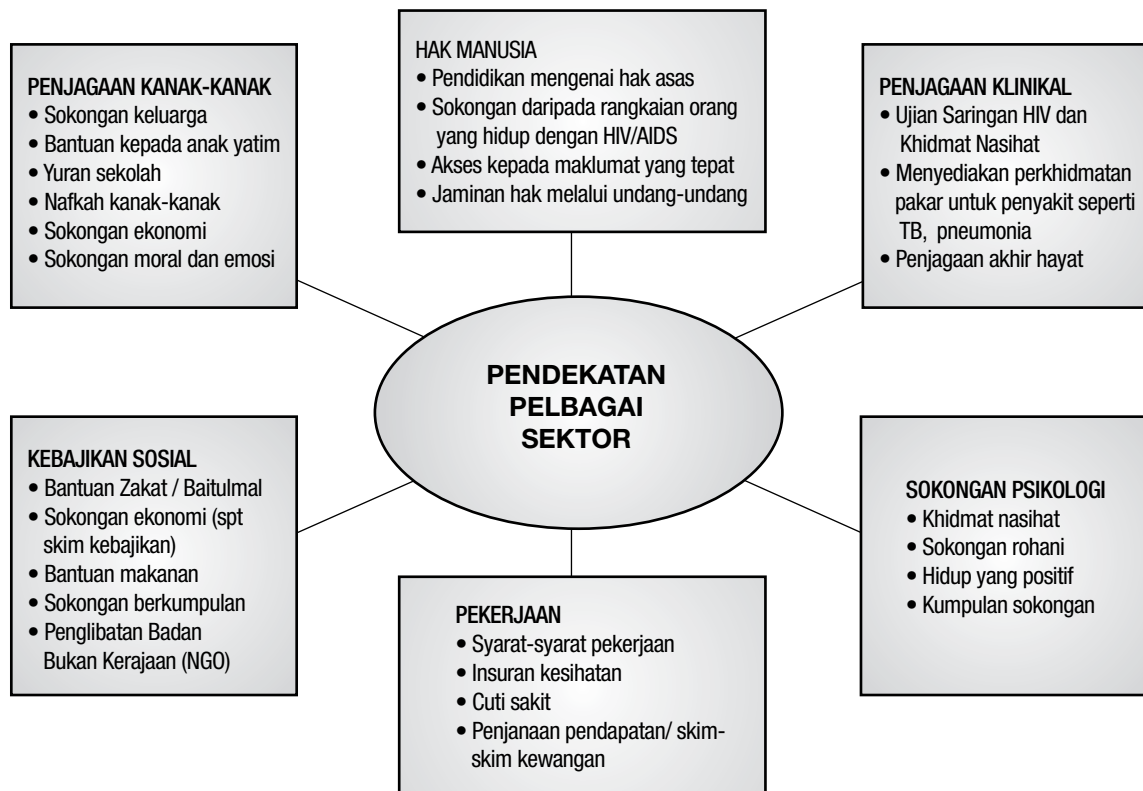 HAK MANUSIA
• Pendidikan mengenai hak asas
• Sokongan daripada rangkaian orang
yang hidup dengan HIV/AIDS
• Akses kepada maklumat yang tepat
• Jaminan hak melalui undang-undang
PENJAGAAN KANAK-KANAK
• Sokongan keluarga
• Bantuan kepada anak yatim
• Yuran sekolah
• Nafkah kanak-kanak
• Sokongan ekonomi
• Sokongan moral dan emosi
PENJAGAAN KLINIKAL
• Ujian Saringan HIV dan
Khidmat Nasihat
• Menyediakan perkhidmatan
pakar untuk penyakit seperti
TB, pneumonia
• Penjagaan akhir hayat
PENDEKATAN
PELBAGAI
SEKTOR
KEBAJIKAN SOSIAL
• Bantuan Zakat / Baitulmal
• Sokongan ekonomi (spt
skim kebajikan)
• Bantuan makanan
• Sokongan berkumpulan
• Penglibatan Badan
Bukan Kerajaan (NGO)
PEKERJAAN
• Syarat-syarat pekerjaan
• Insuran kesihatan
• Cuti sakit
• Penjanaan pendapatan/ skim-
skim kewangan
SOKONGAN PSIKOLOGI
• Khidmat nasihat
• Sokongan rohani
• Hidup yang positif
• Kumpulan sokongan